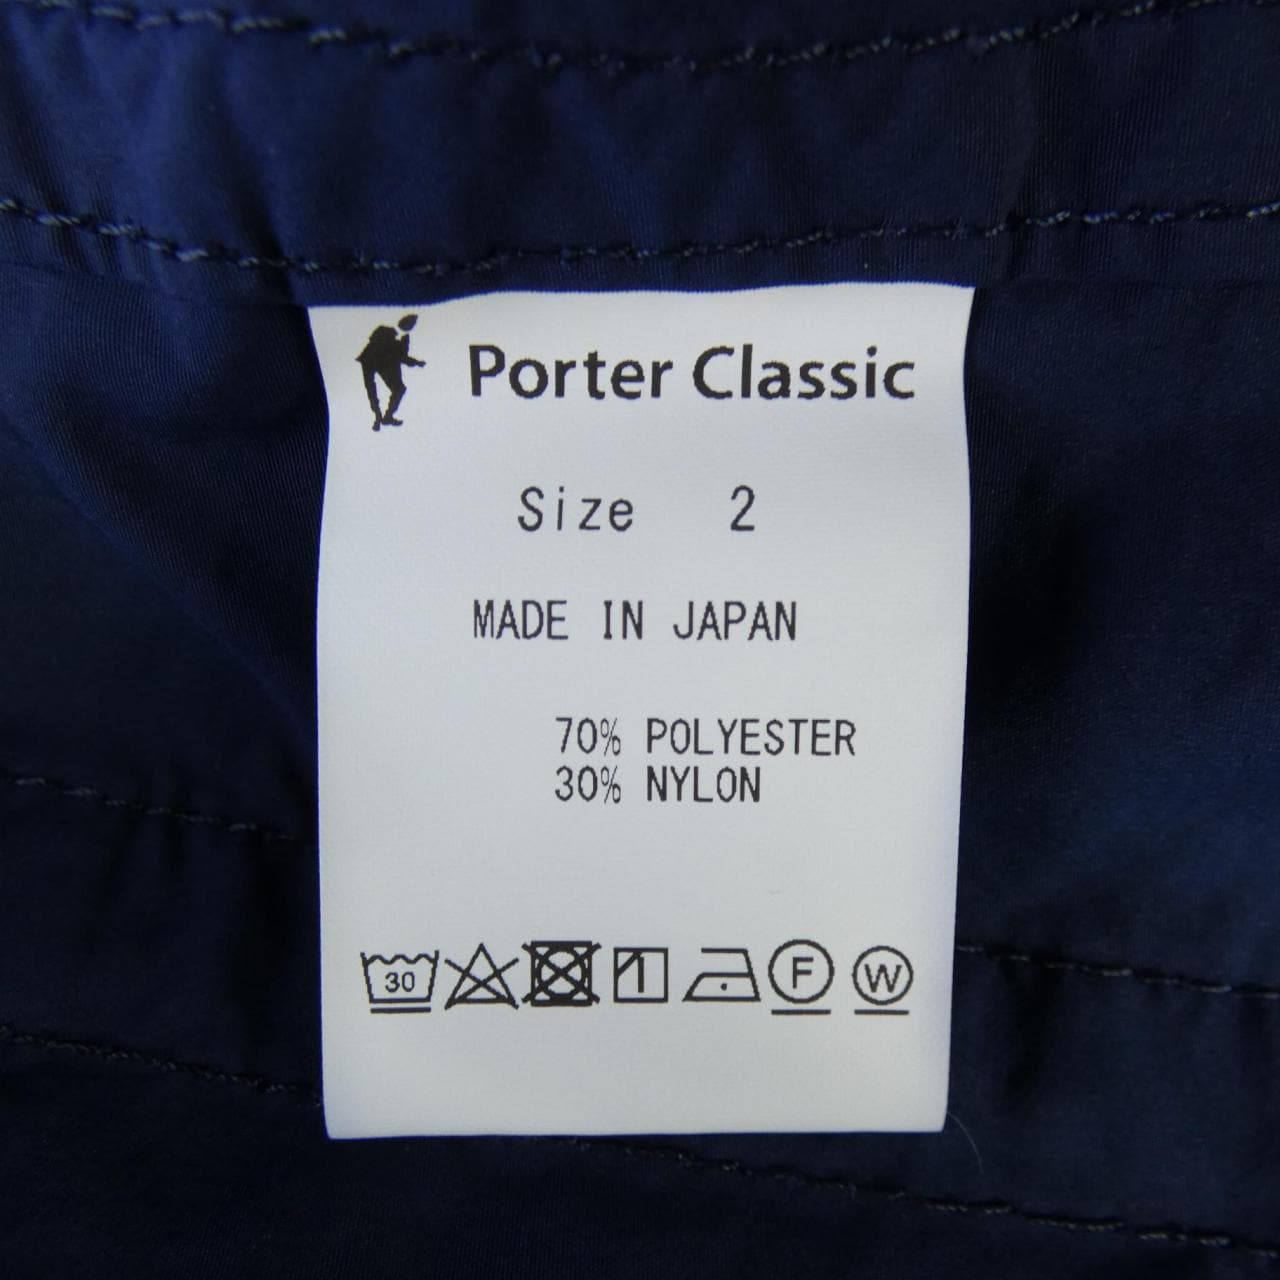 Porter Classic
Size 2
MADE IN JAPAN
70% POLYESTER
30% NYLON
30 F W